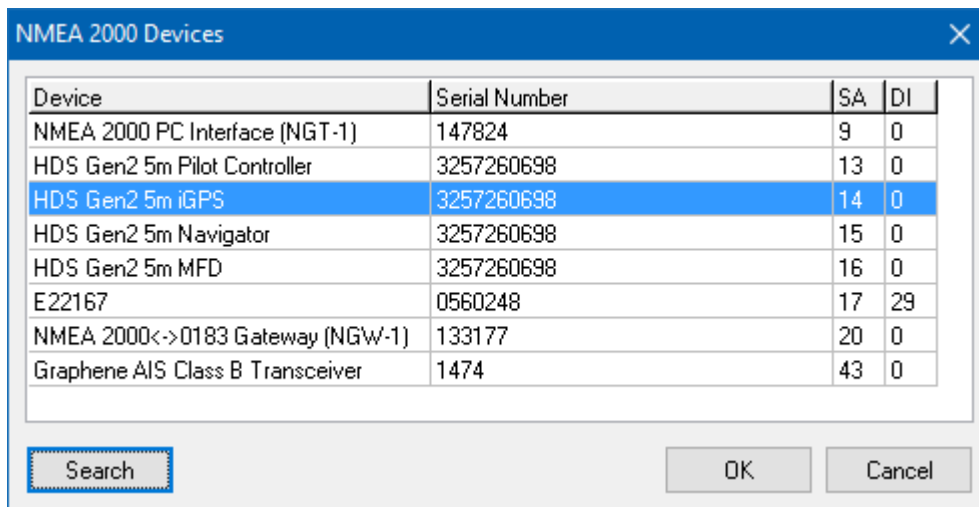 NMEA 2000 Devices
Device Serial Number SA DI
NMEA 2000 PC Interface (NGT-1) 147824 9 0
HDS Gen2 5m Pilot Controller 3257260698 13 0
HDS Gen2 5m iGPS 3257260698 14 0
HDS Gen2 5m Navigator 3257260698 15 0
HDS Gen2 5m MFD 3257260698 16 0
E22167 0560248 17 29
NMEA 2000<->0183 Gateway (NGW-1) 133177 20 0
Graphene AIS Class B Transceiver 1474 43 0
Search OK Cancel